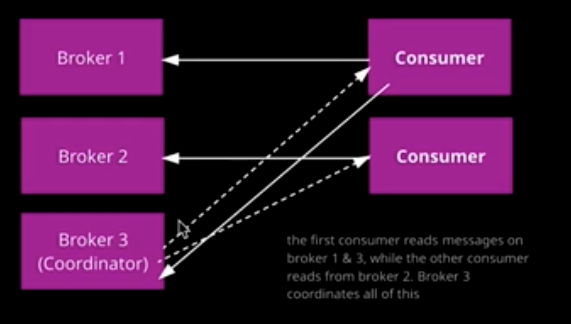 Broker 1
Consumer
Broker 2
Consumer
Broker 3
(Coordinator)
the first consumer reads messages on
broker 1 & 3, while the other consumer
reads from broker 2. Broker 3
coordinates all of this